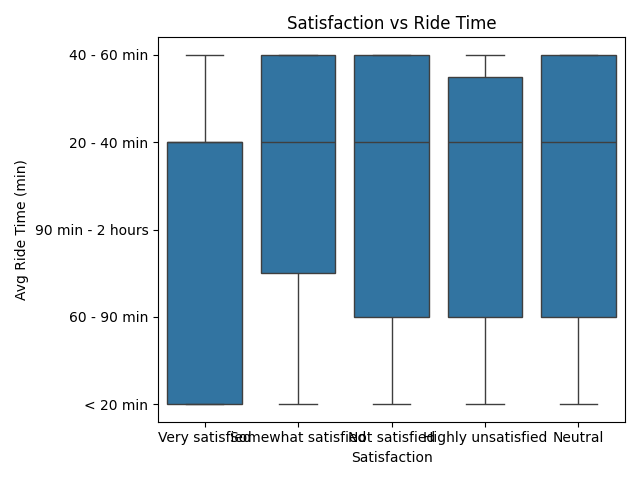 Satisfaction vs Ride Time
Avg Ride Time (min)
40 - 60 min
20 - 40 min
90 min - 2 hours
60 - 90 min
< 20 min
Very satisfied
Somewhat satisfied
Not satisfied
Highly unsatisfied
Neutral
Satisfaction